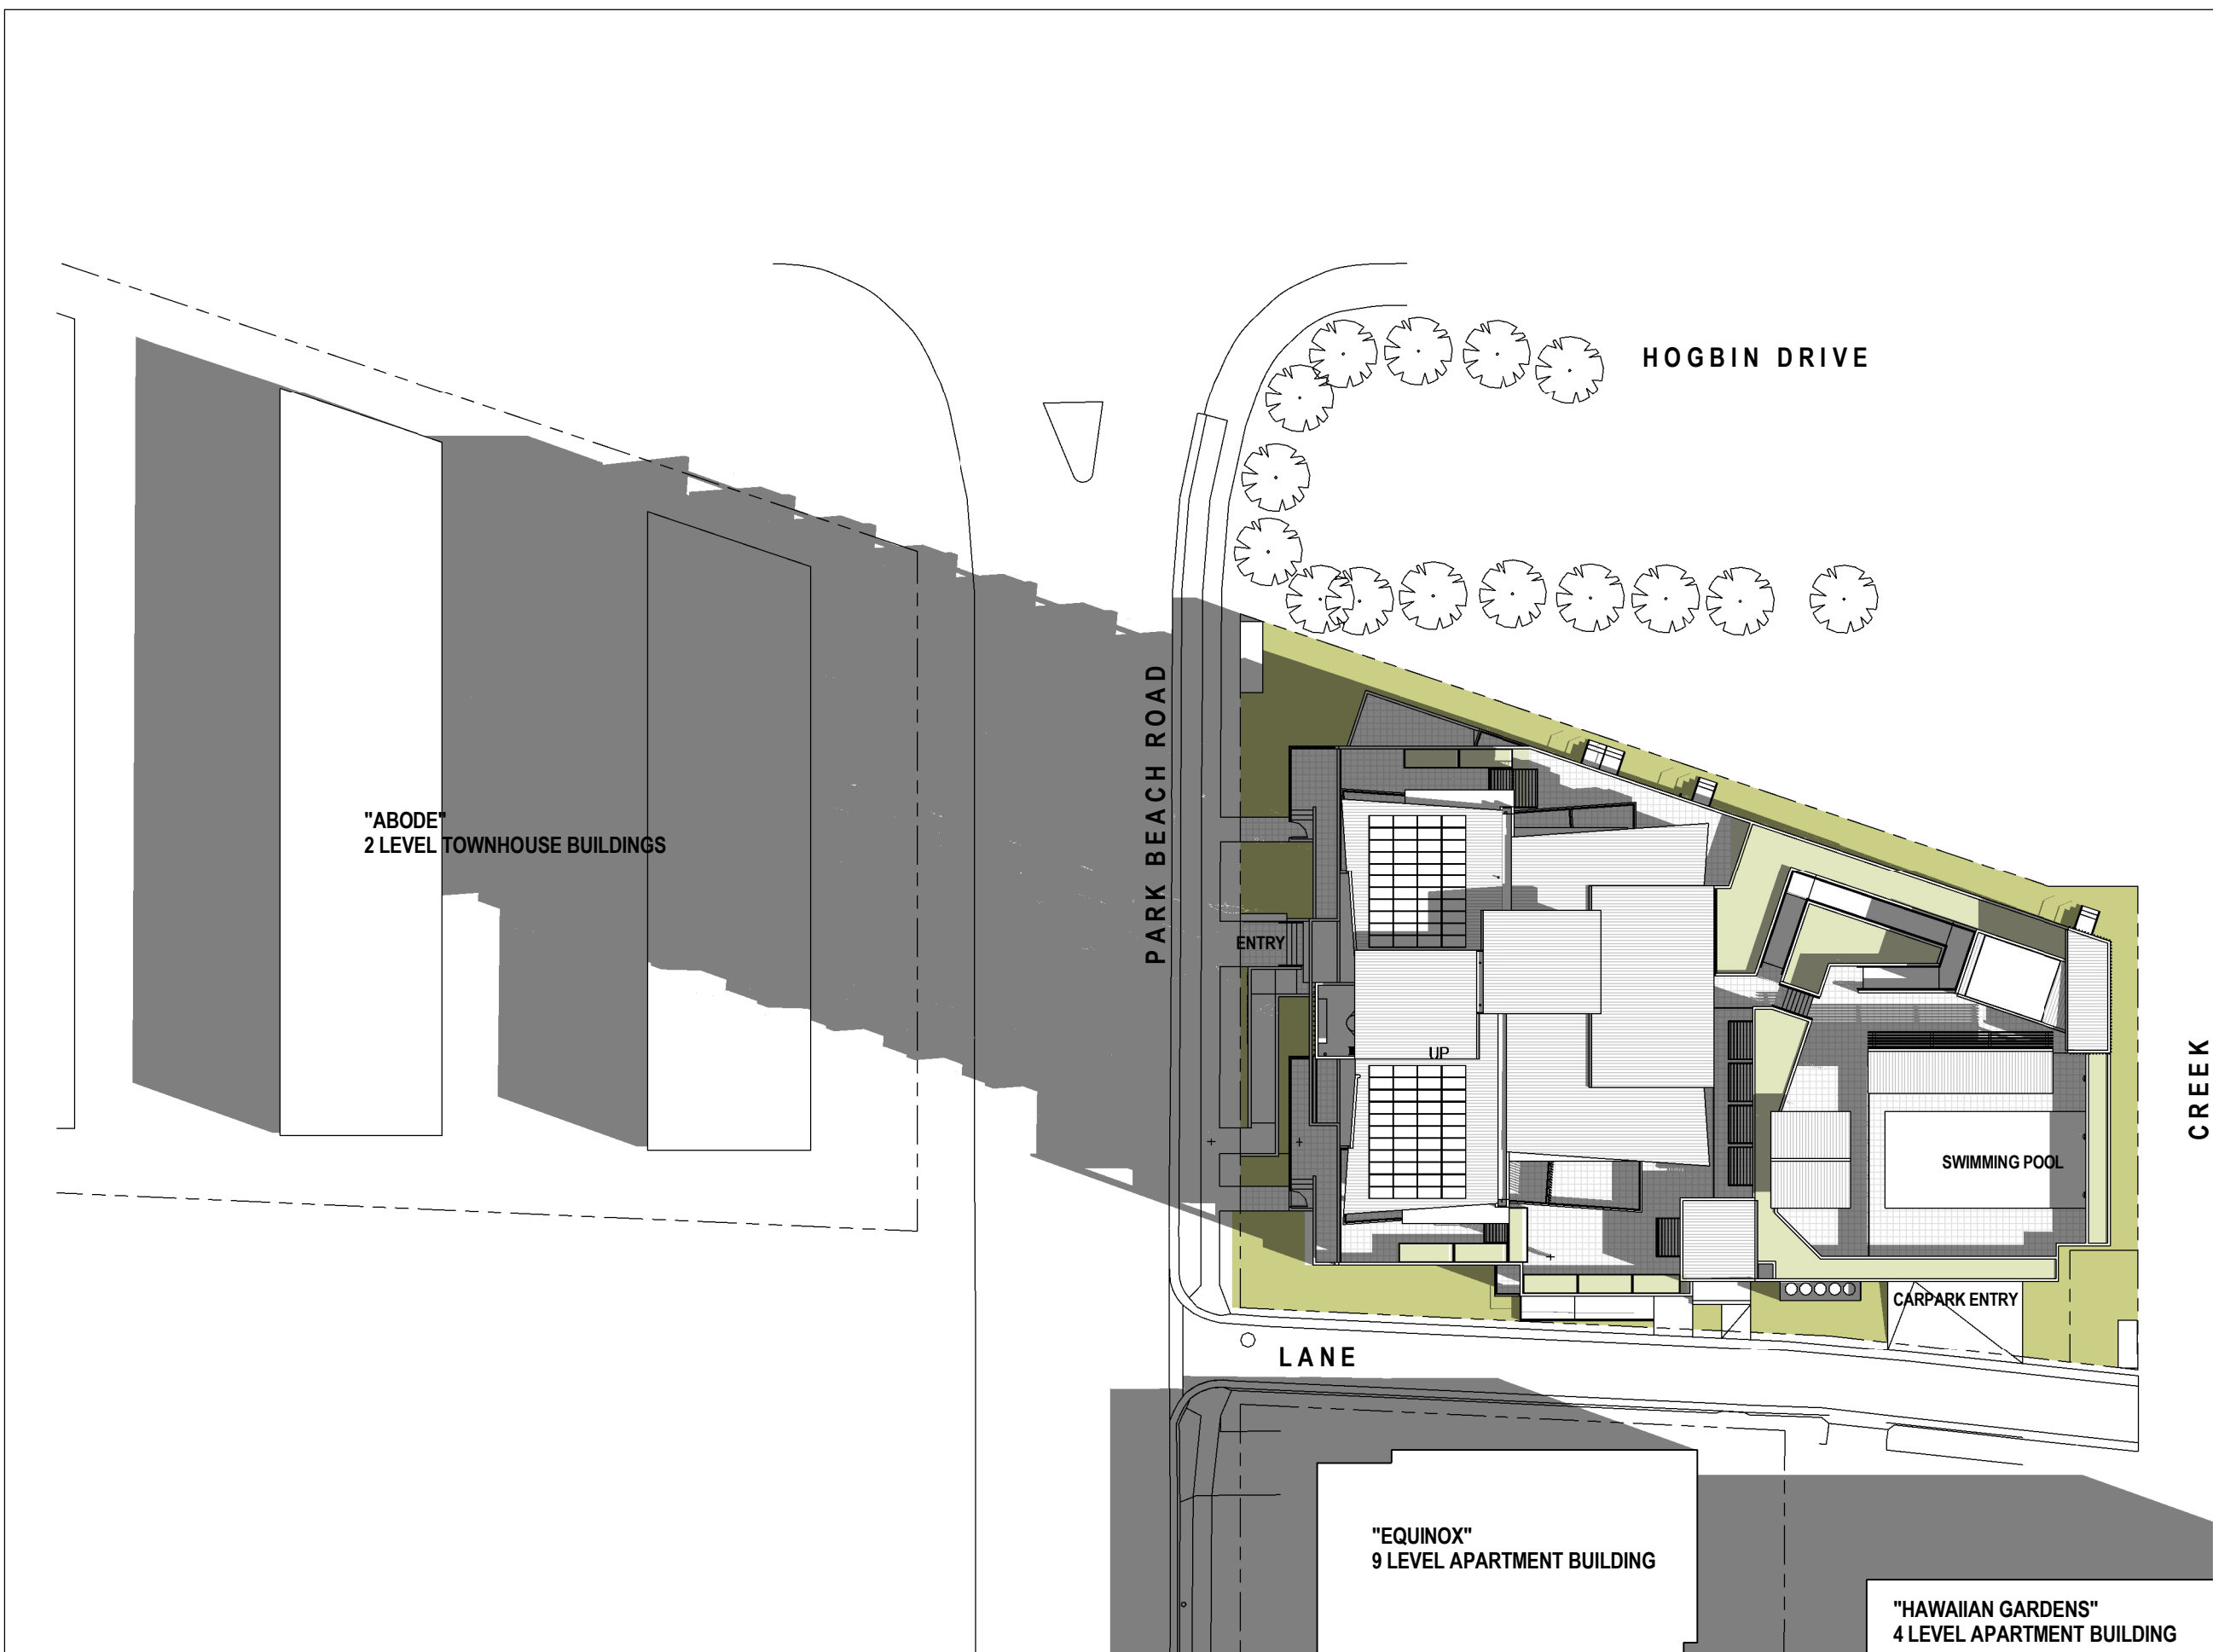 HOGBIN DRIVE
"ABODE"
2 LEVEL TOWNHOUSE BUILDINGS
PARK BEACH ROAD
ENTRY
UP
CREEK
SWIMMING POOL
CARPARK ENTRY
LANE
"EQUINOX"
9 LEVEL APARTMENT BUILDING
"HAWAIIAN GARDENS"
4 LEVEL APARTMENT BUILDING